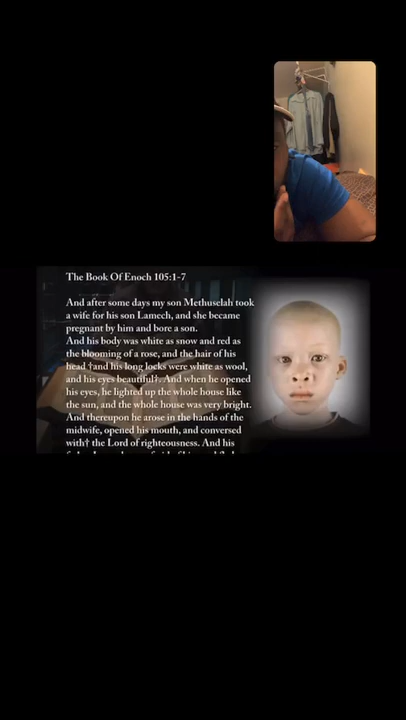 The Book Of Enoch 105:1-7
And after some days my son Methuselah took
a wife for his son Lamech, and she became
pregnant by him and bore a son.
And his body was white as snow and red as
the blooming of a rose, and the hair of his
head †and his long locks were white as wool,
and his eyes beautiful†. And when he opened
his eyes, he lighted up the whole house like
the sun, and the whole house was very bright.
And thereupon he arose in the hands of the
midwife, opened his mouth, and conversed
with† the Lord of righteousness. And his